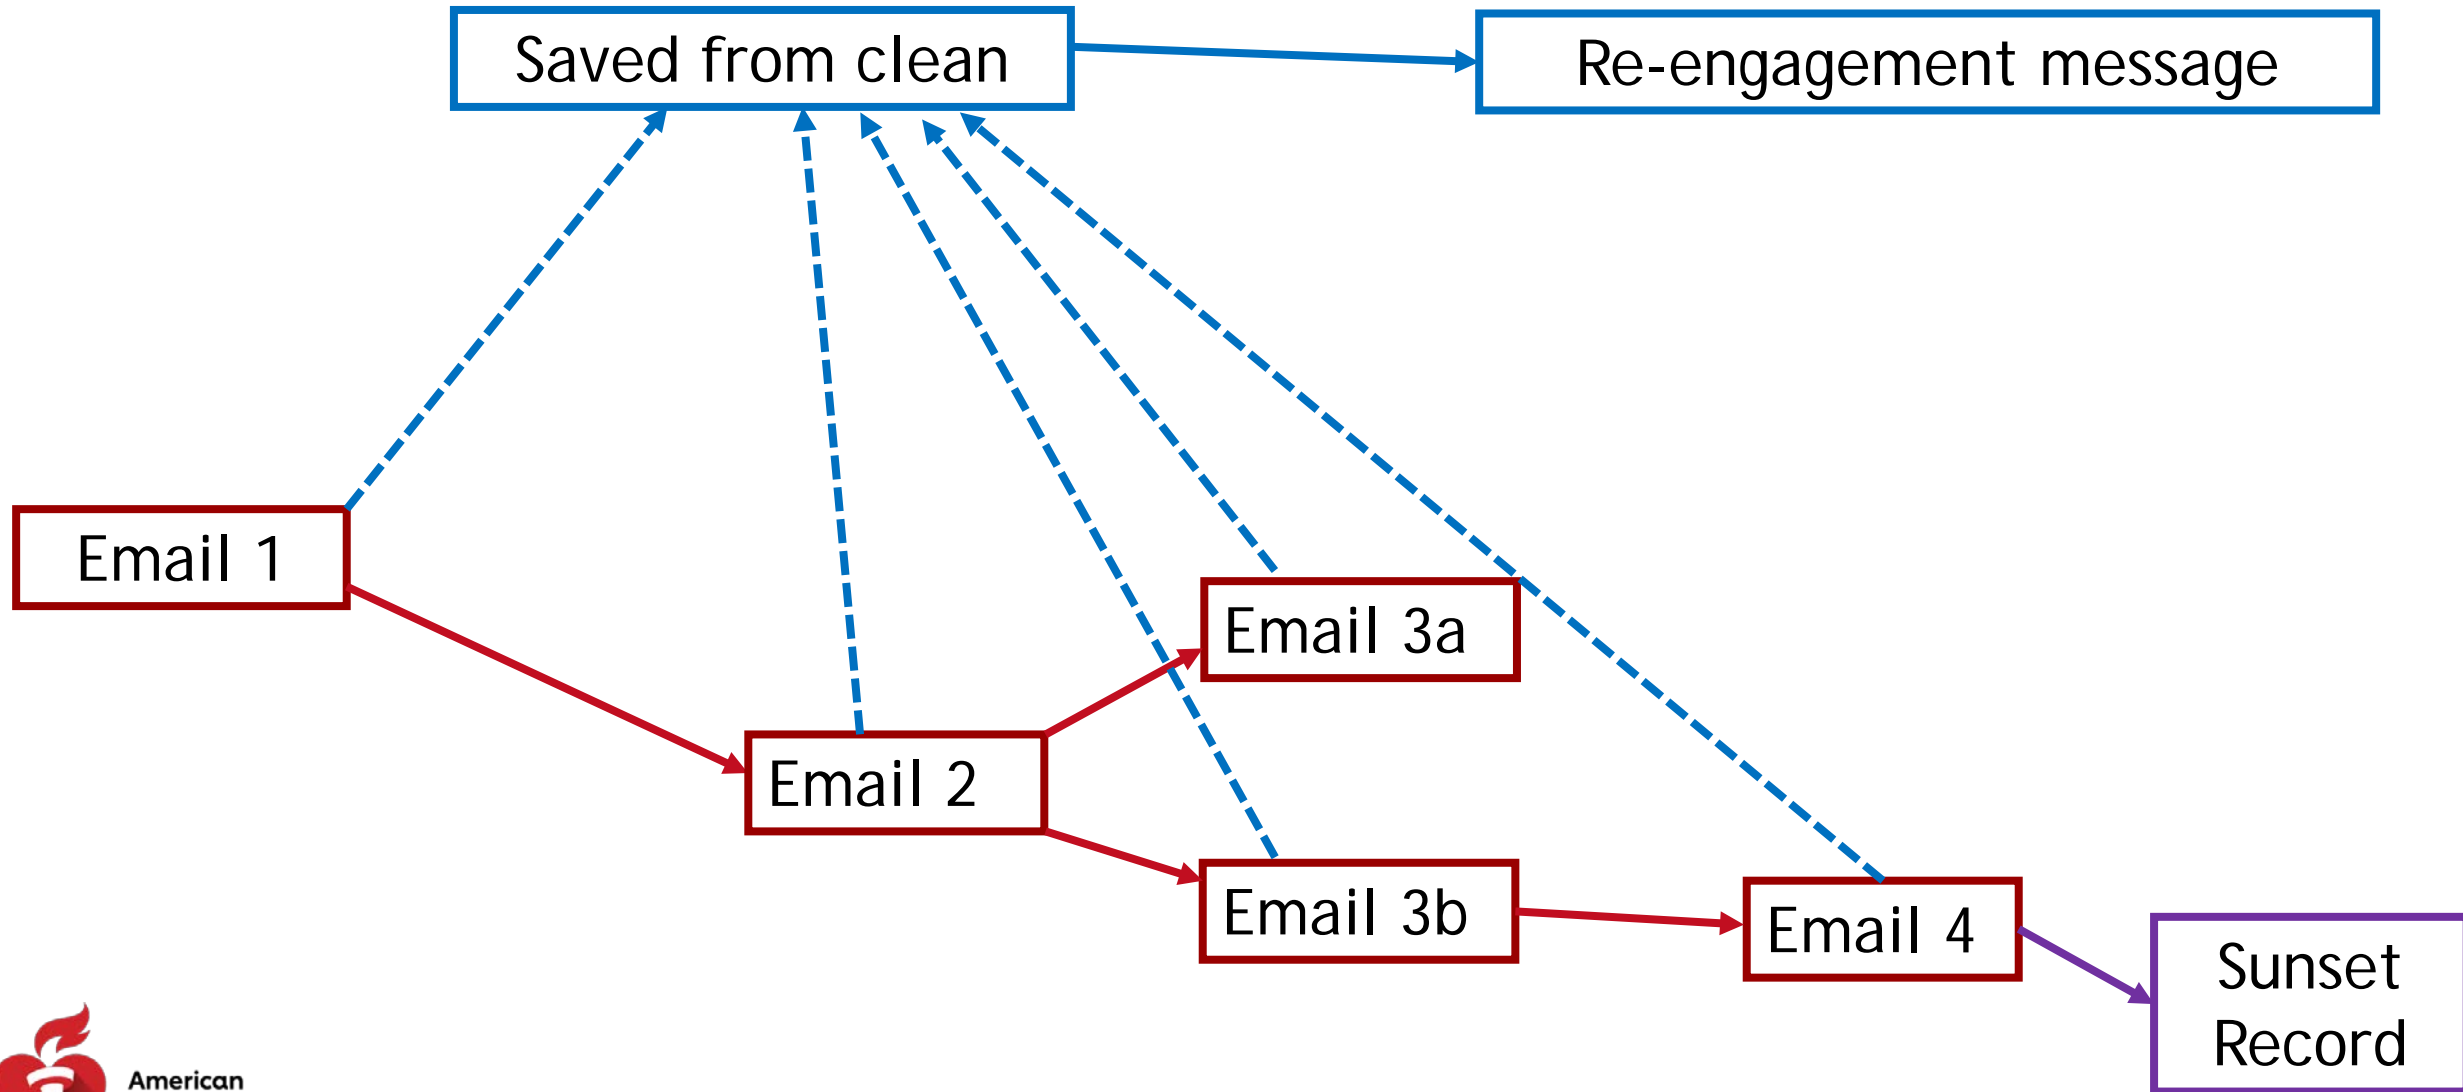 Saved from clean
Re-engagement message
Email 1
Email 3a
Email 2
Email 3b
Email 4
Sunset
Record
American